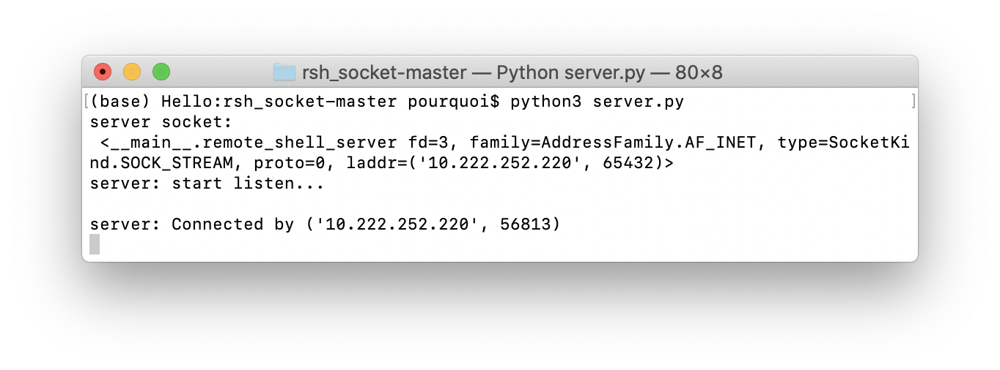 rsh_socket-master — Python server.py — 80×8
[(base) Hello:rsh_socket-master pourquoi$ python3 server.py ]
server socket:
 <__main__.remote_shell_server fd=3, family=AddressFamily.AF_INET, type=SocketKi
nd.SOCK_STREAM, proto=0, laddr=('10.222.252.220', 65432)>
server: start listen...
server: Connected by ('10.222.252.220', 56813)